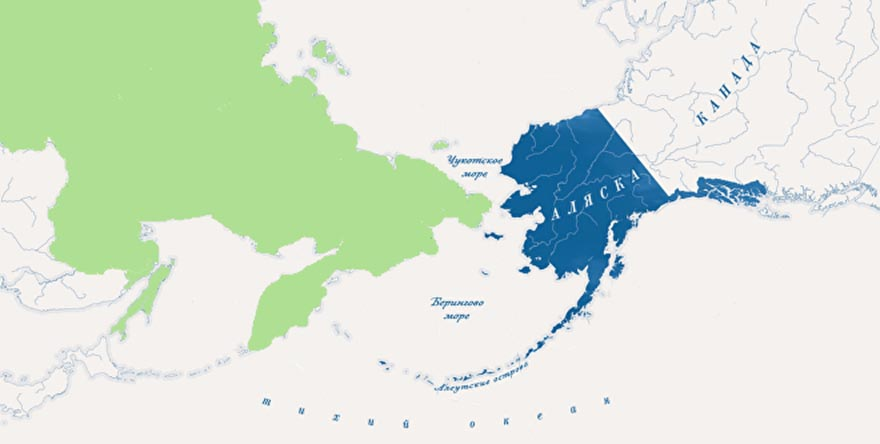 КАНАДА
Чукотское
море
АЛЯСКА
Берингово
море
Алеутские острова
тихий океан